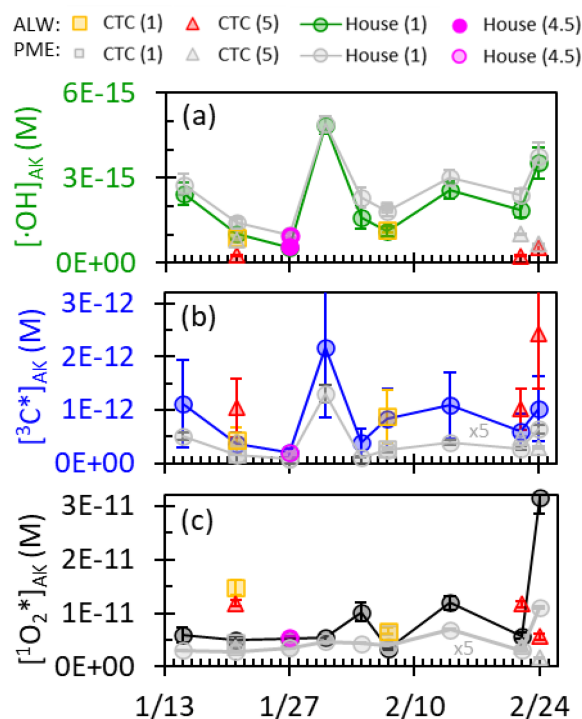 ALW: CTC (1) CTC (5) House (1) House (4.5)
PME: CTC (1) CTC (5) House (1) House (4.5)
(a)
[·OH]AK (M)
6E-15
3E-15
0E+00
(b)
[³C*]AK (M)
3E-12
2E-12
1E-12
0E+00
x5
(c)
[¹O₂*]AK (M)
3E-11
2E-11
1E-11
0E+00
x5
1/13 1/27 2/10 2/24